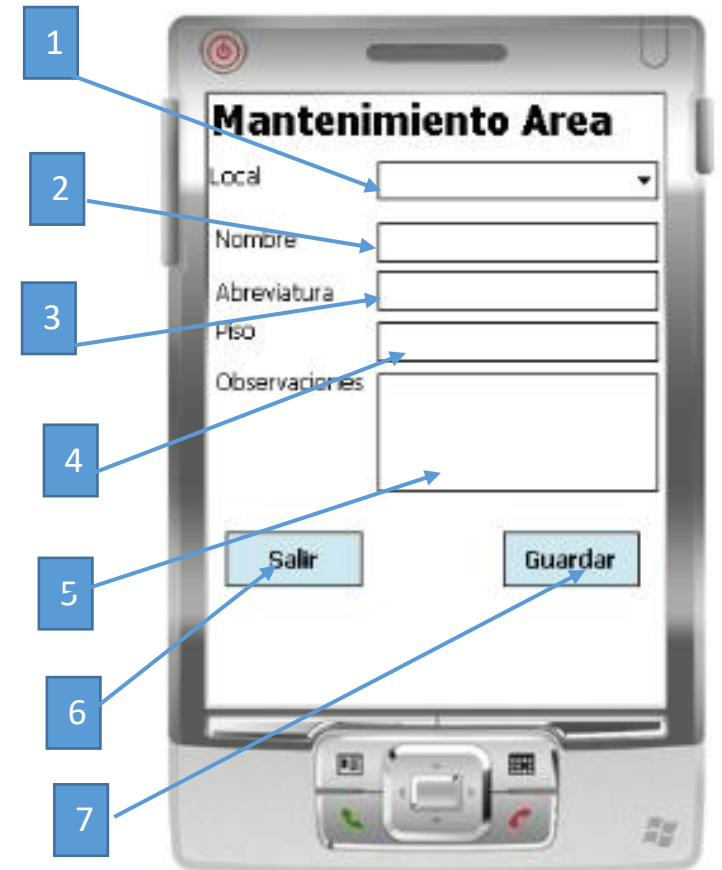 1
Mantenimiento Area
Local
2
Nombre
Abreviatura
3
Piso
Observaciones
4
Salir
Guardar
5
6
7